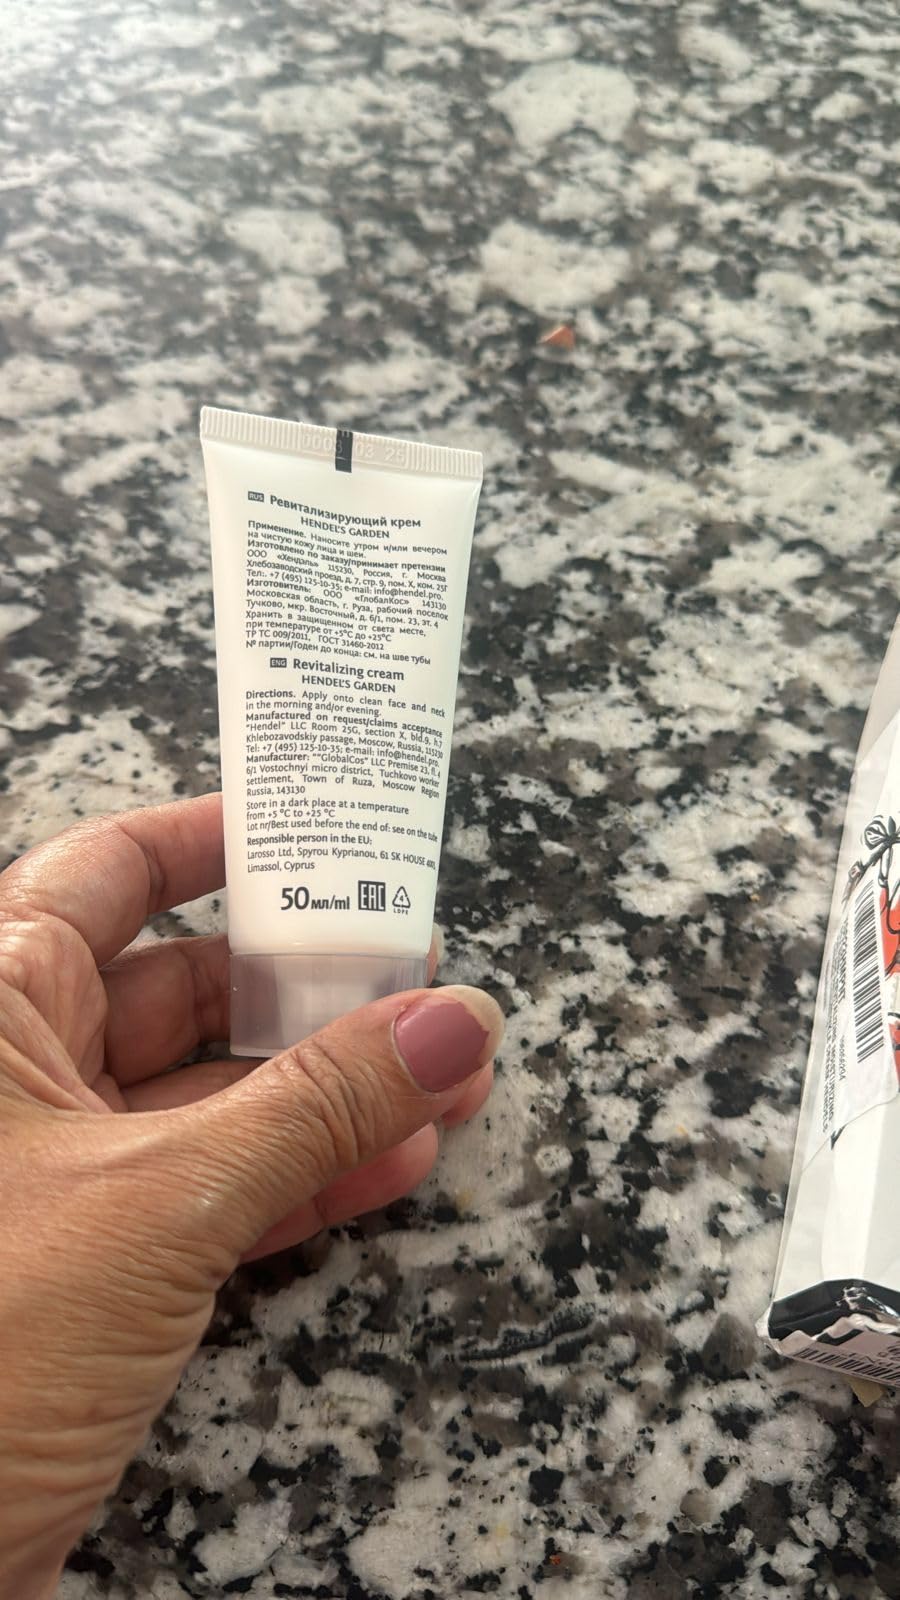 0006 03 25
RUS Ревитализирующий крем
HENDEL'S GARDEN
Применение. Наносите утром и/или вечером
на чистую кожу лица и шеи.
Изготовлено по заказу/принимает претензии
ООО «Хендэль» 115230, Россия, г. Москва
Хлебозаводский проезд, д. 7, стр. 9, пом. X, ком. 25Г
Тел:. +7 (495) 125-10-35; e-mail: info@hendel.pro.
Изготовитель: ООО «ГлобалКос» 143130
Московская область, г. Руза, рабочий поселок
Тучково, мкр. Восточный, д. 6/1, пом. 23, эт. 4
Хранить в защищенном от света месте,
при температуре от +5°C до +25°C
ТР ТС 009/2011, ГОСТ 31460-2012
№ партии/Годен до конца: см. на шве тубы
ENG Revitalizing cream
HENDEL'S GARDEN
Directions. Apply onto clean face and neck
in the morning and/or evening.
Manufactured on request/claims acceptance
"Hendel" LLC Room 25G, section X, bld.9, h.7
Khlebozavodskiy passage, Moscow, Russia, 115230
Tel: +7 (495) 125-10-35; e-mail: info@hendel.pro.
Manufacturer: ""GlobalCos" LLC Premise 23, fl. 4
6/1 Vostochnyi micro district, Tuchkovo worker
settlement, Town of Ruza, Moscow Region
Russia, 143130
Store in a dark place at a temperature
from +5 °C to +25 °C
Lot nr/Best used before the end of: see on the tube
Responsible person in the EU:
Larosso Ltd, Spyrou Kyprianou, 61 SK HOUSE 4003,
Limassol, Cyprus
50 мл/ml EAC 4
LDPE